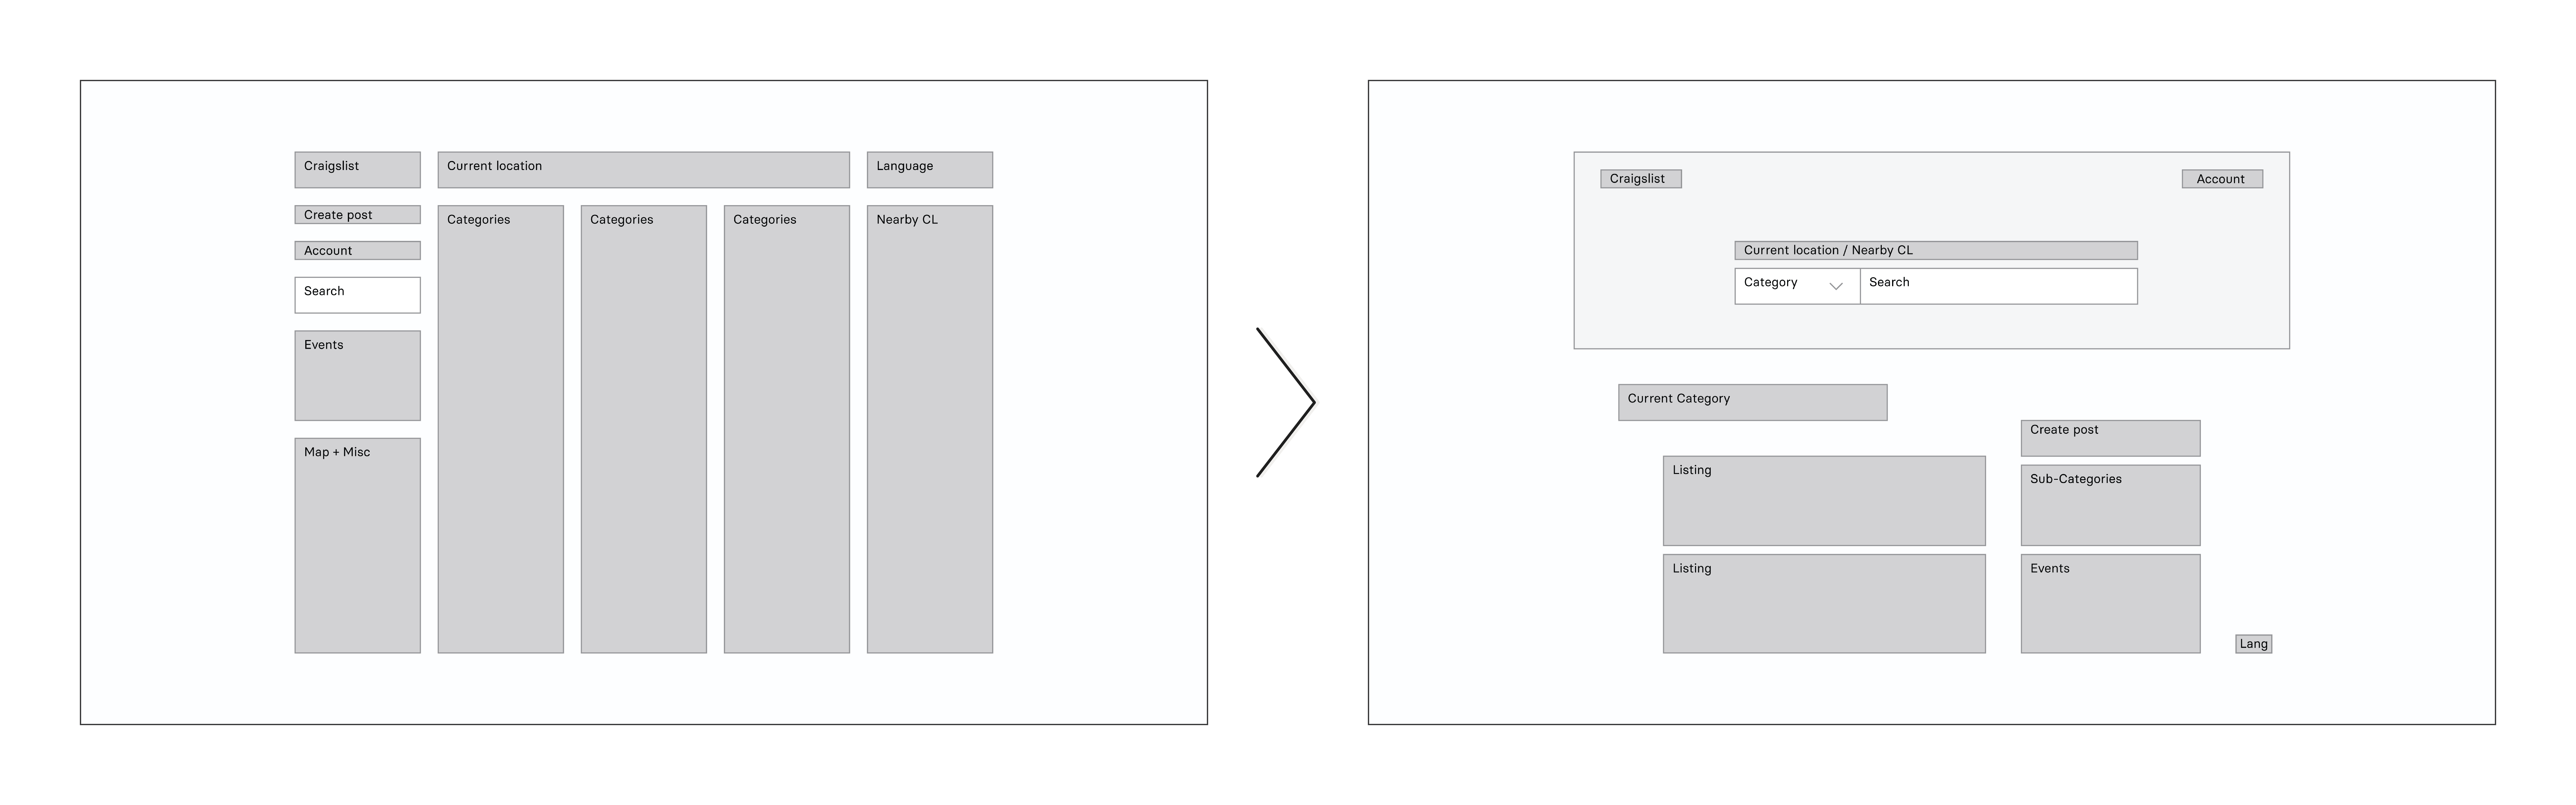 Craigslist
Current location
Language
Create post
Account
Search
Events
Map + Misc
Categories
Categories
Categories
Nearby CL
Craigslist
Account
Current location / Nearby CL
Category
Search
Current Category
Listing
Listing
Create post
Sub-Categories
Events
Lang